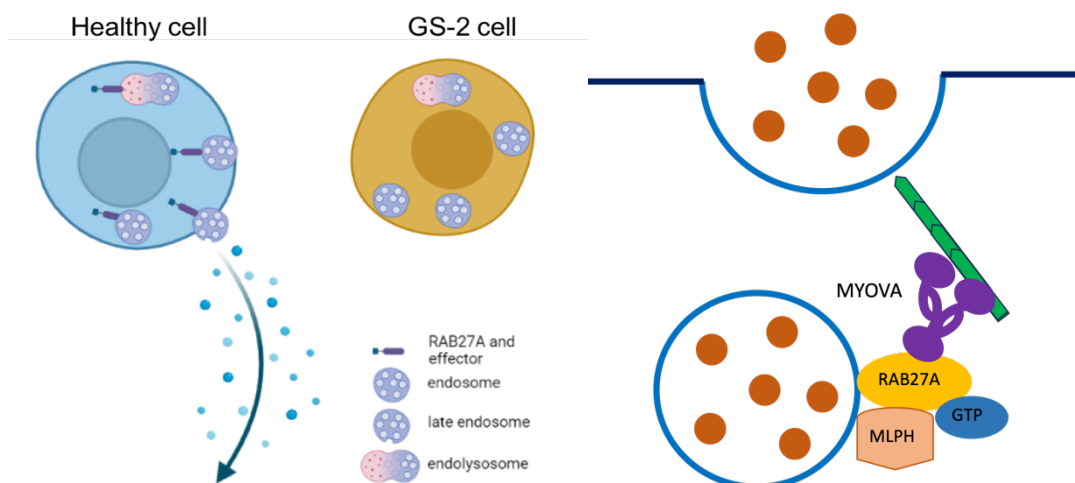 Healthy cell
GS-2 cell
RAB27A and
effector
endosome
late endosome
endolysosome
MYOVA
RAB27A
GTP
MLPH